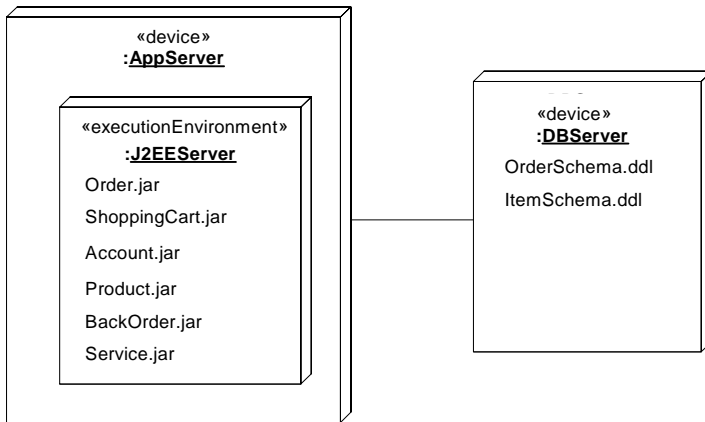 «device»
:AppServer
«executionEnvironment»
:J2EEServer
Order.jar
ShoppingCart.jar
Account.jar
Product.jar
BackOrder.jar
Service.jar
«device»
:DBServer
OrderSchema.ddl
ItemSchema.ddl